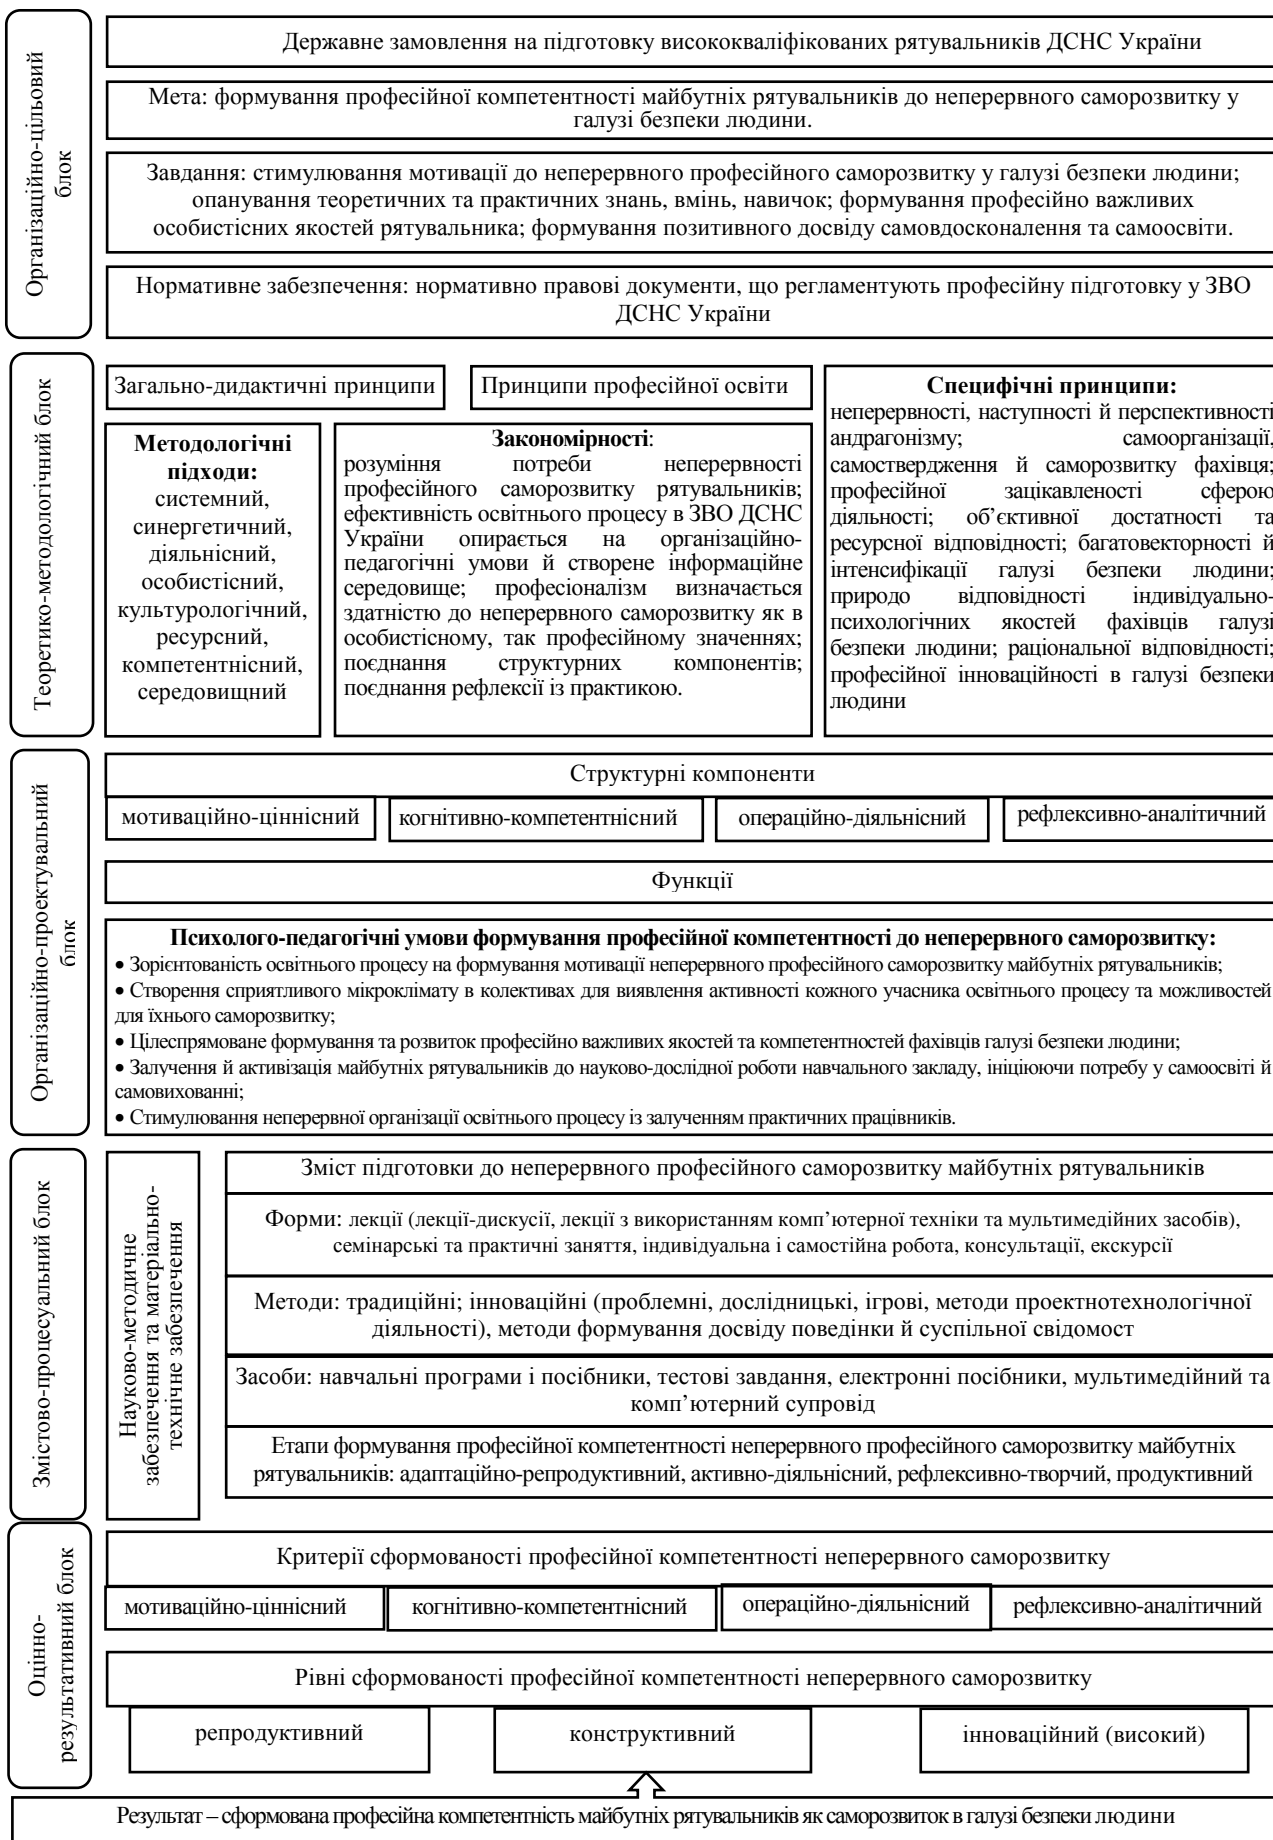 Організаційно-цільовий
блок
Державне замовлення на підготовку висококваліфікованих рятувальників ДСНС України
Мета: формування професійної компетентності майбутніх рятувальників до неперервного саморозвитку у
галузі безпеки людини.
Завдання: стимулювання мотивації до неперервного професійного саморозвитку у галузі безпеки людини;
опанування теоретичних та практичних знань, вмінь, навичок; формування професійно важливих
особистісних якостей рятувальника; формування позитивного досвіду самовдосконалення та самоосвіти.
Нормативне забезпечення: нормативно правові документи, що регламентують професійну підготовку у ЗВО
ДСНС України
Теоретико-методологічний блок
Загально-дидактичні принципи
Принципи професійної освіти
Методологічні
підходи:
системний,
синергетичний,
діяльнісний,
особистісний,
культурологічний,
ресурсний,
компетентнісний,
середовищний
Закономірності:
розуміння потреби неперервності
професійного саморозвитку рятувальників;
ефективність освітнього процесу в ЗВО ДСНС
України опирається на організаційно-
педагогічні умови й створене інформаційне
середовище; професіоналізм визначається
здатністю до неперервного саморозвитку як в
особистісному, так професійному значеннях;
поєднання структурних компонентів;
поєднання рефлексії із практикою.
Специфічні принципи:
неперервності, наступності й перспективності
андрагонізму; самоорганізації,
самоствердження й саморозвитку фахівця;
професійної зацікавленості сферою
діяльності; об’єктивної достатності та
ресурсної відповідності; багатовекторності й
інтенсифікації галузі безпеки людини;
природо відповідності індивідуально-
психологічних якостей фахівців галузі
безпеки людини; раціональної відповідності;
професійної інноваційності в галузі безпеки
людини
Організаційно-проектувальний
блок
Структурні компоненти
мотиваційно-ціннісний
когнітивно-компетентнісний
операційно-діяльнісний
рефлексивно-аналітичний
Функції
Психолого-педагогічні умови формування професійної компетентності до неперервного саморозвитку:
• Зорієнтованість освітнього процесу на формування мотивації неперервного професійного саморозвитку майбутніх рятувальників;
• Створення сприятливого мікроклімату в колективах для виявлення активності кожного учасника освітнього процесу та можливостей
для їхнього саморозвитку;
• Цілеспрямоване формування та розвиток професійно важливих якостей та компетентностей фахівців галузі безпеки людини;
• Залучення й активізація майбутніх рятувальників до науково-дослідної роботи навчального закладу, ініціюючи потребу у самоосвіті й
самовихованні;
• Стимулювання неперервної організації освітнього процесу із залученням практичних працівників.
Змістово-процесуальний блок
Науково-методичне
забезпечення та матеріально-
технічне забезпечення
Зміст підготовки до неперервного професійного саморозвитку майбутніх рятувальників
Форми: лекції (лекції-дискусії, лекції з використанням комп’ютерної техніки та мультимедійних засобів),
семінарські та практичні заняття, індивідуальна і самостійна робота, консультації, екскурсії
Методи: традиційні; інноваційні (проблемні, дослідницькі, ігрові, методи проектнотехнологічної
діяльності), методи формування досвіду поведінки й суспільної свідомост
Засоби: навчальні програми і посібники, тестові завдання, електронні посібники, мультимедійний та
комп’ютерний супровід
Етапи формування професійної компетентності неперервного професійного саморозвитку майбутніх
рятувальників: адаптаційно-репродуктивний, активно-діяльнісний, рефлексивно-творчий, продуктивний
Оцінно-
результативний блок
Критерії сформованості професійної компетентності неперервного саморозвитку
мотиваційно-ціннісний
когнітивно-компетентнісний
операційно-діяльнісний
рефлексивно-аналітичний
Рівні сформованості професійної компетентності неперервного саморозвитку
репродуктивний
конструктивний
інноваційний (високий)
Результат – сформована професійна компетентність майбутніх рятувальників як саморозвиток в галузі безпеки людини